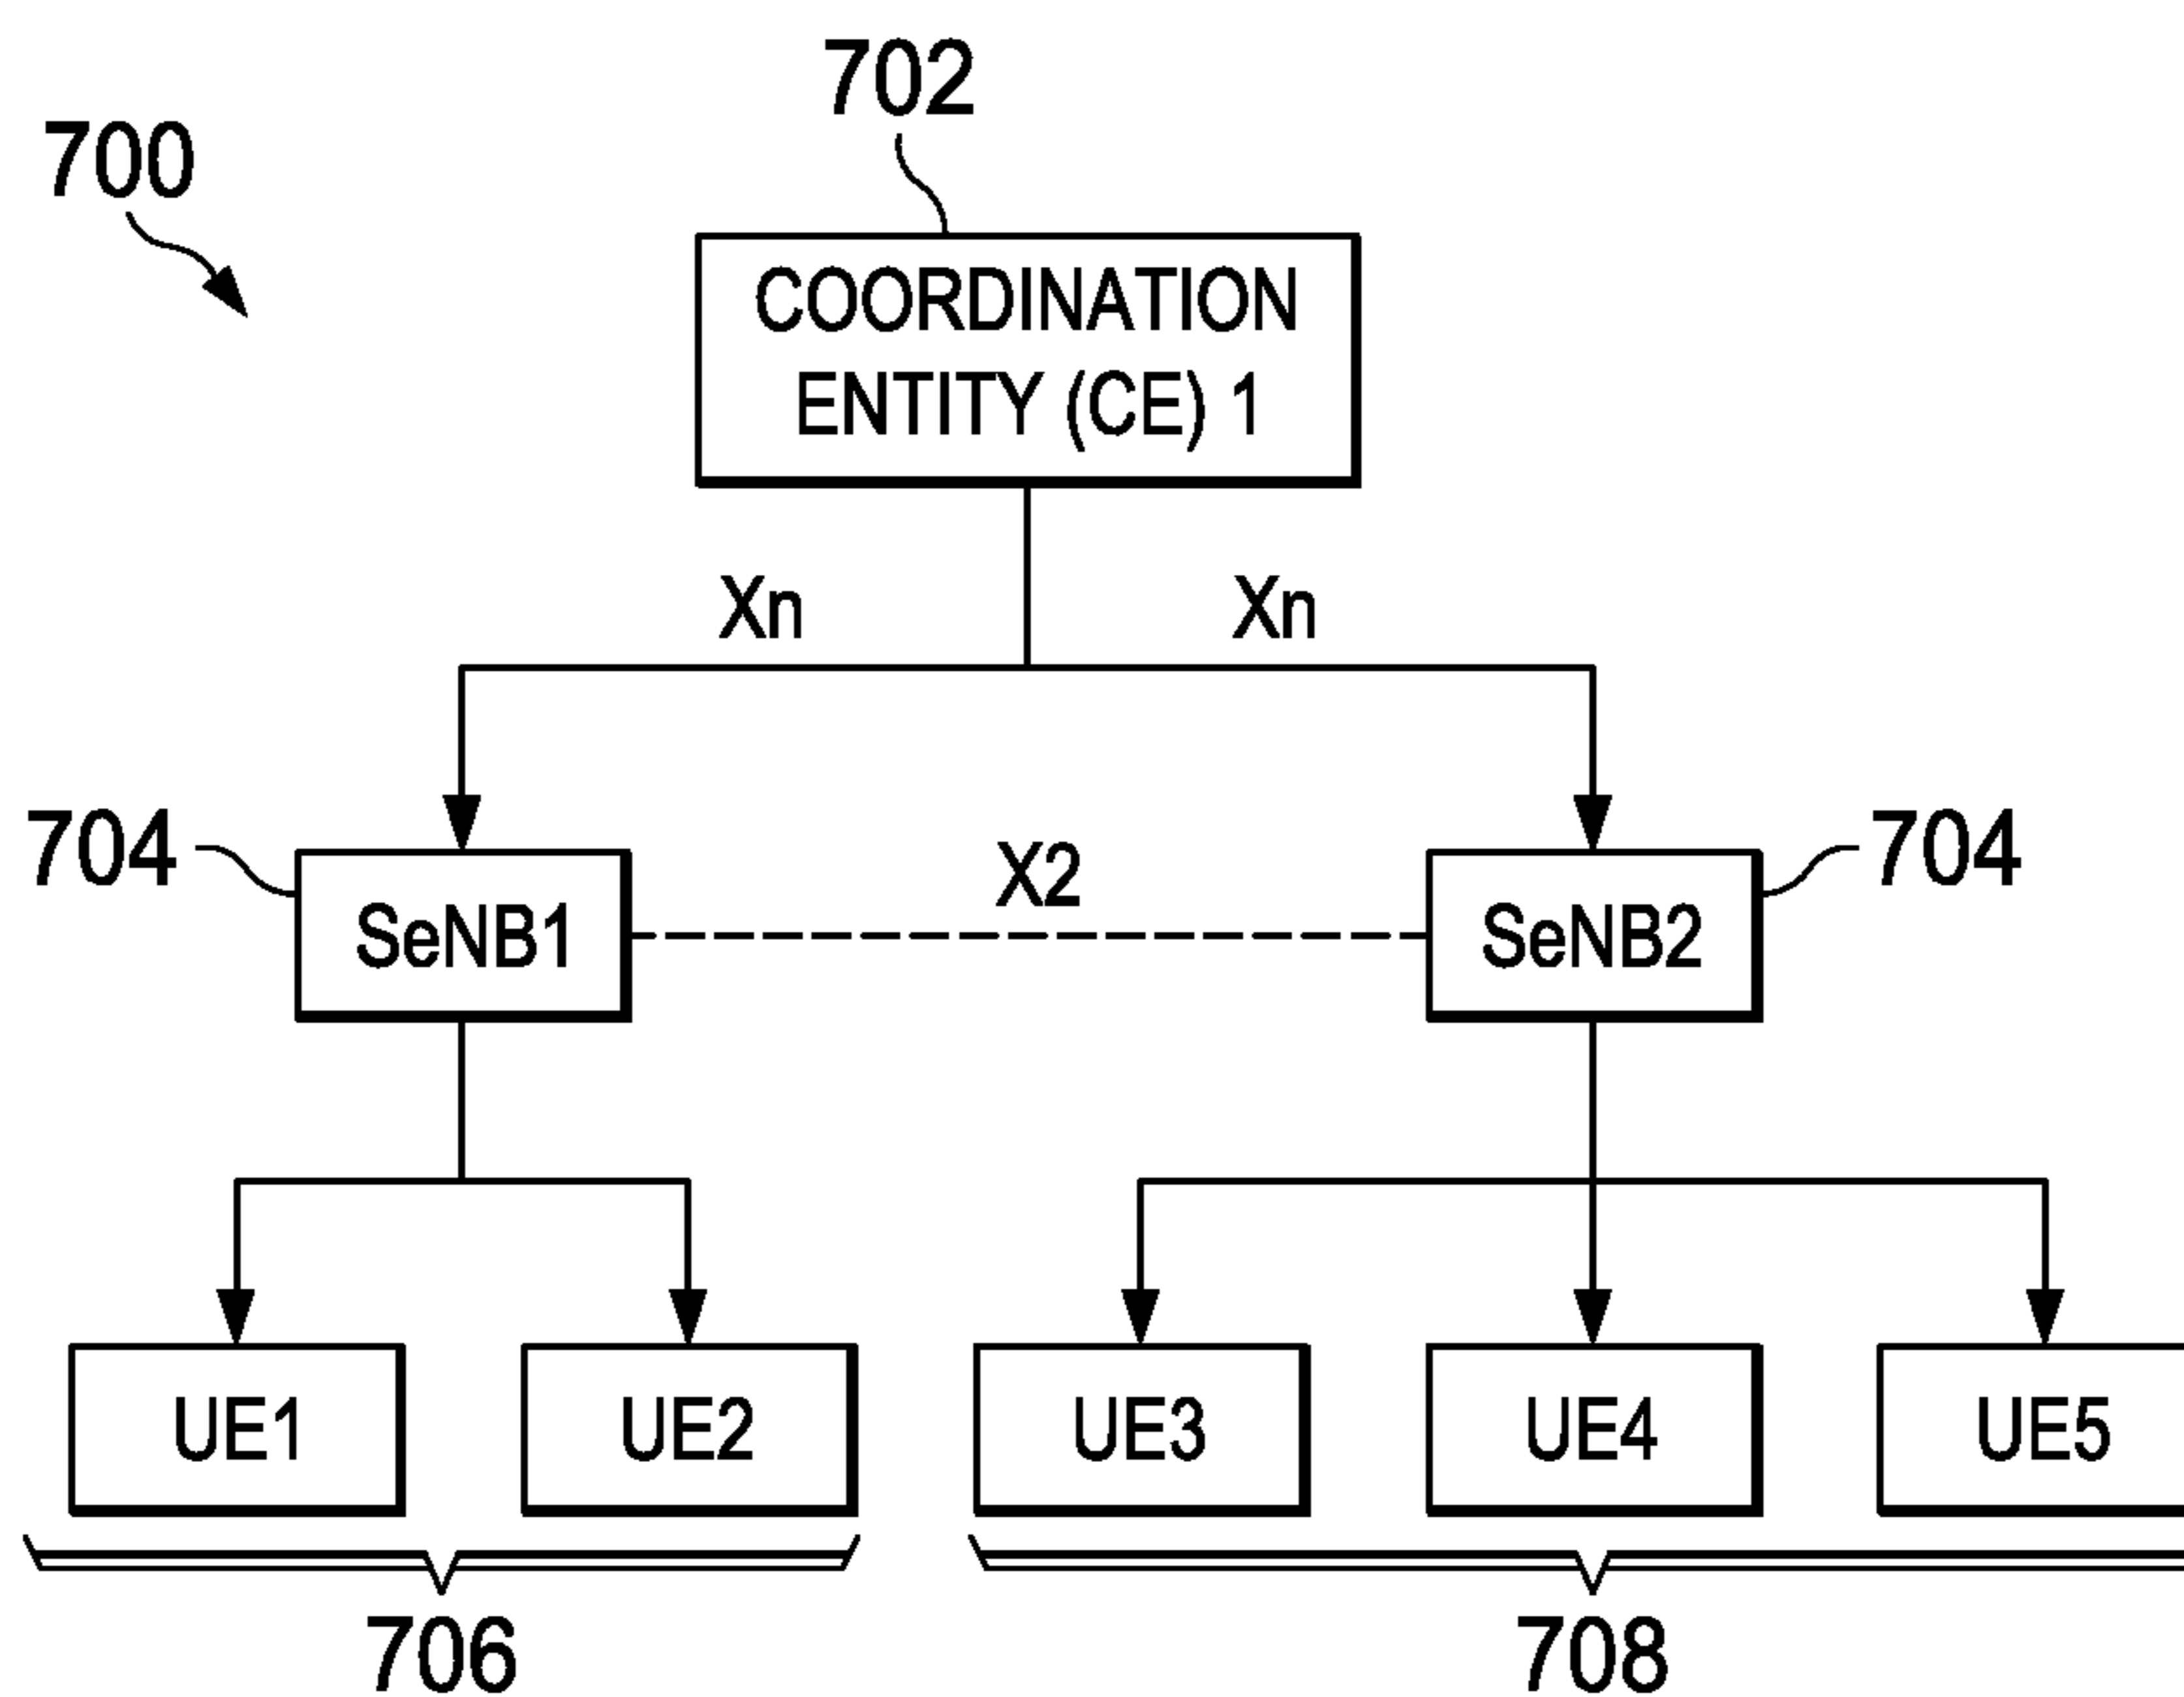 702
700
COORDINATION
ENTITY (CE) 1
Xn Xn
704 X2 704
SeNB1 SeNB2
UE1 UE2 UE3 UE4 UE5
706 708